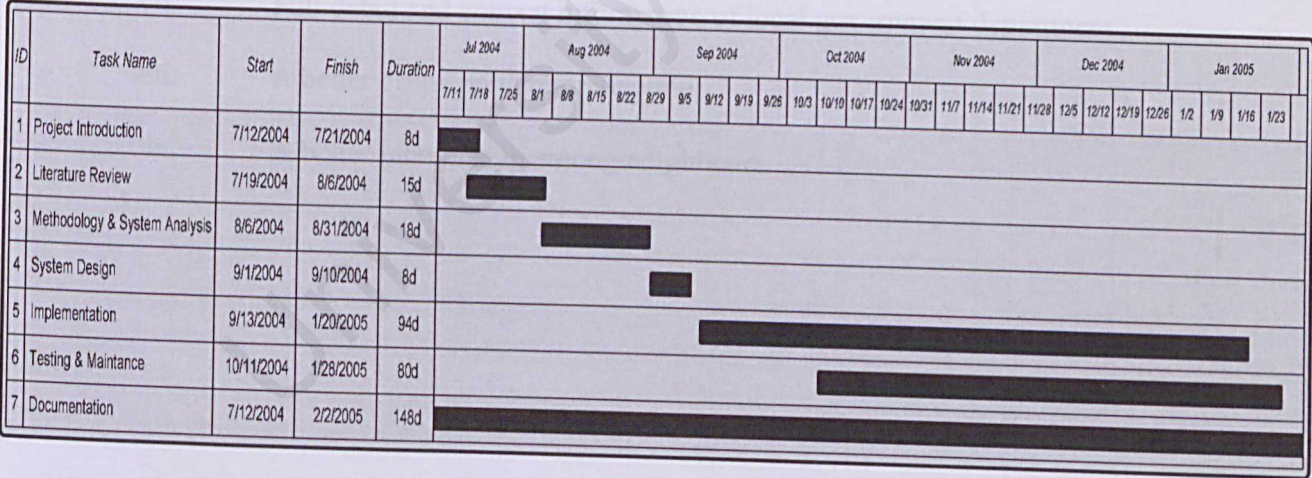 ID Task Name Start Finish Duration Jul 2004 Aug 2004 Sep 2004 Oct 2004 Nov 2004 Dec 2004 Jan 2005
7/11 7/18 7/25 8/1 8/8 8/15 8/22 8/29 9/5 9/12 9/19 9/26 10/3 10/10 10/17 10/24 10/31 11/7 11/14 11/21 11/28 12/5 12/12 12/19 12/26 1/2 1/9 1/16 1/23
1 Project Introduction 7/12/2004 7/21/2004 8d
2 Literature Review 7/19/2004 8/6/2004 15d
3 Methodology & System Analysis 8/6/2004 8/31/2004 18d
4 System Design 9/1/2004 9/10/2004 8d
5 Implementation 9/13/2004 1/20/2005 94d
6 Testing & Maintance 10/11/2004 1/28/2005 80d
7 Documentation 7/12/2004 2/2/2005 148d
University